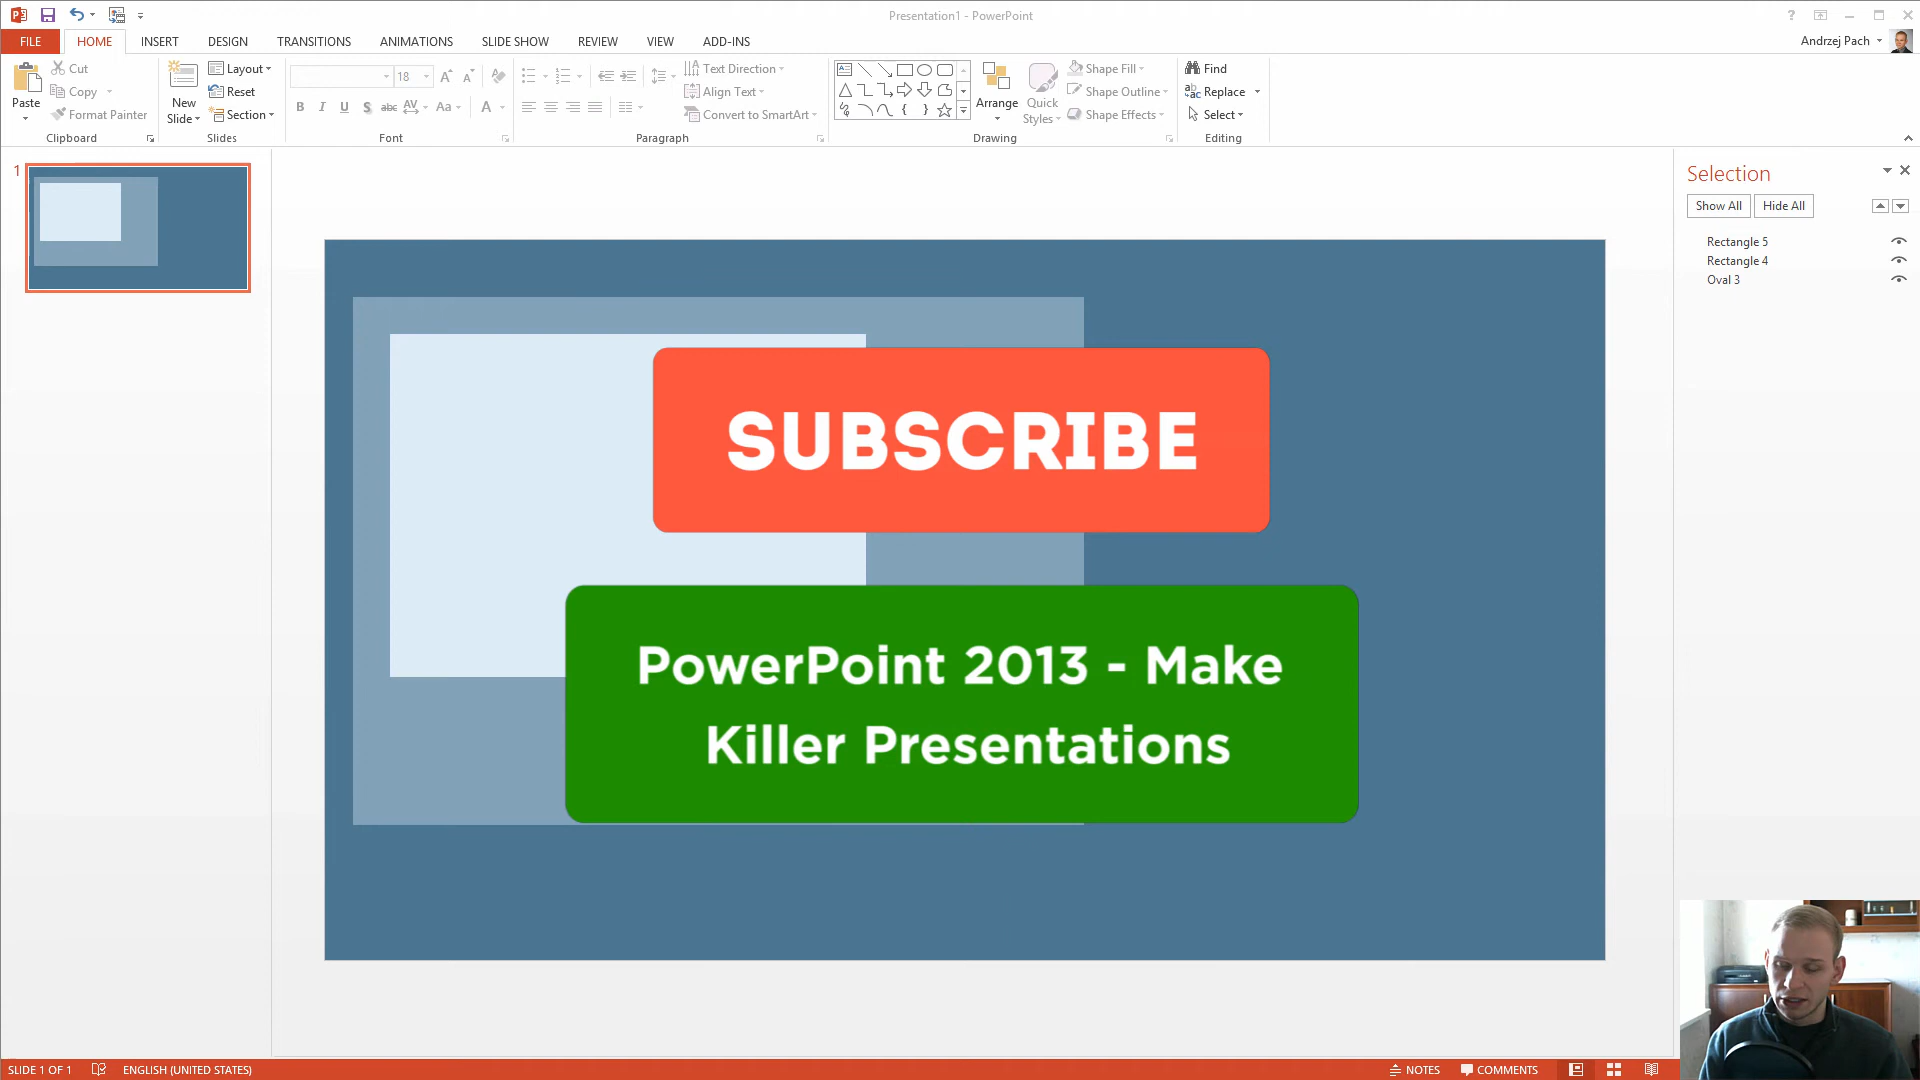 Presentation1 - PowerPoint
FILE HOME INSERT DESIGN TRANSITIONS ANIMATIONS SLIDE SHOW REVIEW VIEW ADD-INS
Andrzej Pach
Paste
Cut
Copy
Format Painter
Clipboard
New
Slide
Layout
Reset
Section
Slides
18
B I U S abc AV Aa A
Font
Text Direction
Align Text
Convert to SmartArt
Paragraph
Arrange
Quick
Styles
Shape Fill
Shape Outline
Shape Effects
Drawing
Find
Replace
Select
Editing
1
Selection
Show All
Hide All
Rectangle 5
Rectangle 4
Oval 3
SUBSCRIBE
PowerPoint 2013 - Make
Killer Presentations
SLIDE 1 OF 1
ENGLISH (UNITED STATES)
NOTES
COMMENTS